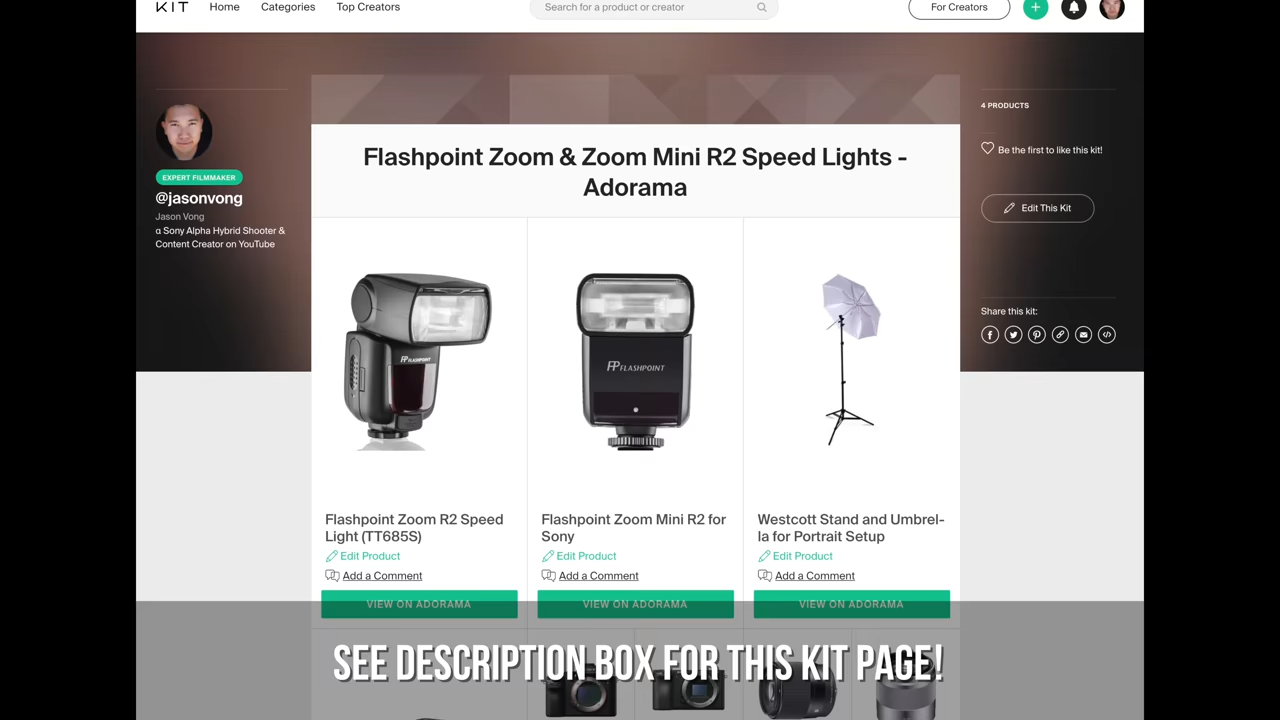 KIT Home Categories Top Creators Search for a product or creator For Creators
EXPERT FILMMAKER
@jasonvong
Jason Vong
α Sony Alpha Hybrid Shooter &
Content Creator on YouTube
Flashpoint Zoom & Zoom Mini R2 Speed Lights -
Adorama
4 PRODUCTS
Be the first to like this kit!
Edit This Kit
Share this kit:
FP FLASHPOINT
FP FLASHPOINT
Flashpoint Zoom R2 Speed
Light (TT685S)
Edit Product
Add a Comment
VIEW ON ADORAMA
Flashpoint Zoom Mini R2 for
Sony
Edit Product
Add a Comment
VIEW ON ADORAMA
Westcott Stand and Umbrel-
la for Portrait Setup
Edit Product
Add a Comment
VIEW ON ADORAMA
SEE DESCRIPTION BOX FOR THIS KIT PAGE!